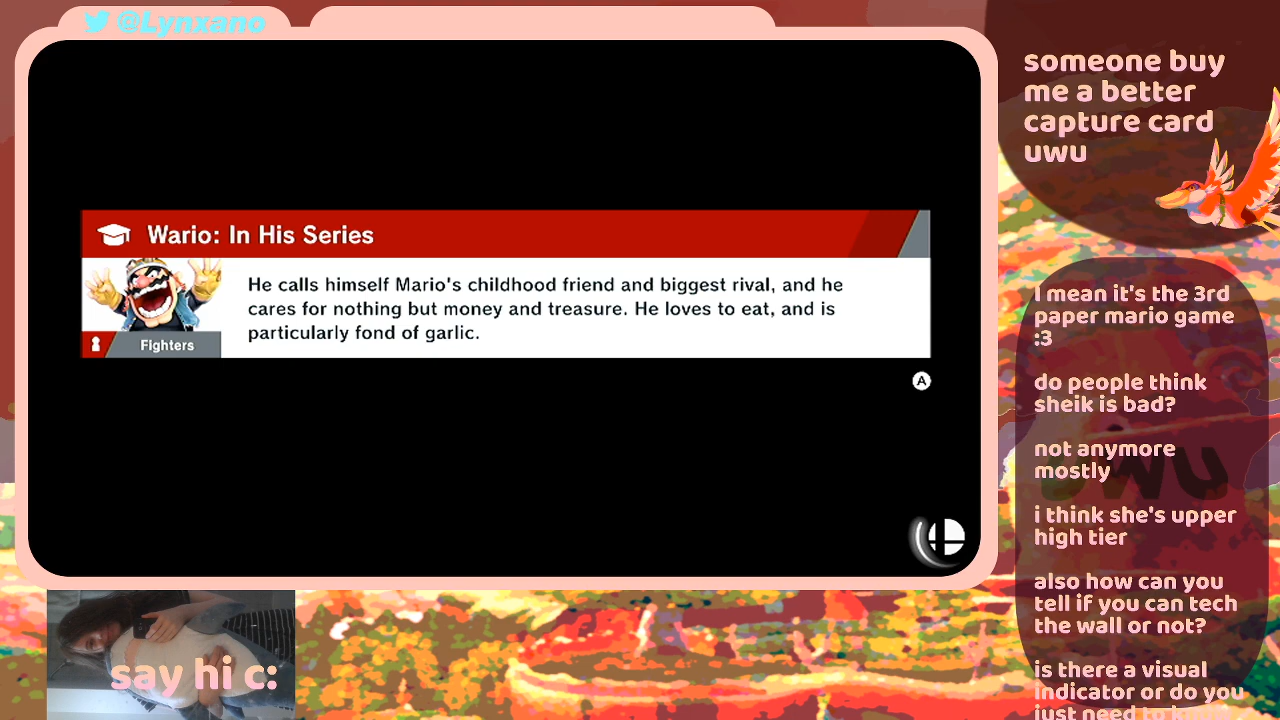 @Lynxano
Wario: In His Series
He calls himself Mario's childhood friend and biggest rival, and he
cares for nothing but money and treasure. He loves to eat, and is
particularly fond of garlic.
Fighters
A
someone buy
me a better
capture card
uwu
I mean it's the 3rd
paper mario game
:3
do people think
sheik is bad?
not anymore
mostly
uwu
i think she's upper
high tier
also how can you
tell if you can tech
the wall or not?
is there a visual
indicator or do you
just need to
say hi c: